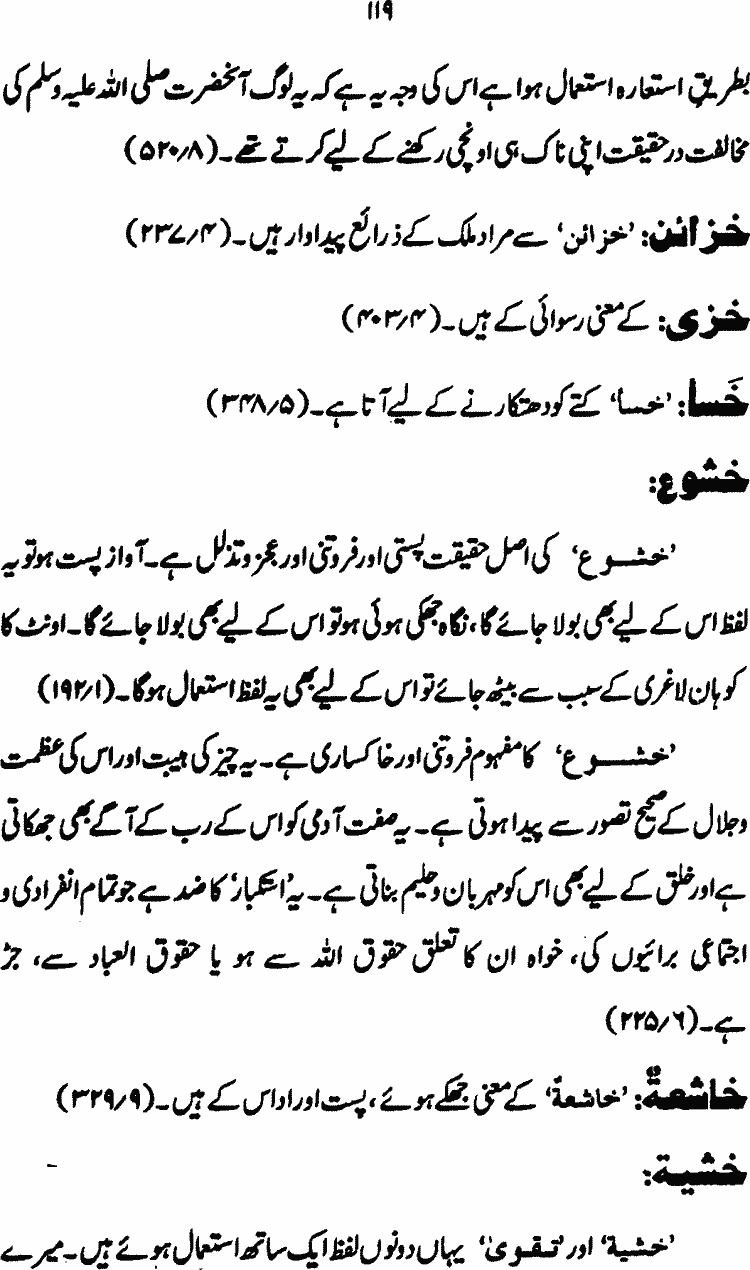 ۱۱۹
بطریقِ استعارہ استعمال ہوا ہے اس کی وجہ یہ ہے کہ یہ لوگ آنحضرت صلی اللہ علیہ وسلم کی
مخالفت در حقیقت اپنی ناک ہی اونچی رکھنے کے لیے کرتے تھے۔ (۵۲۰/۸)
خزائن: ’خزائن‘ سے مراد ملک کے ذرائع پیداوار ہیں۔ (۲۳۷/۴)
خزی: کے معنی رسوائی کے ہیں۔ (۴۰۳/۴)
خَسا: ’خسا‘ کتے کو دھتکارنے کے لیے آتا ہے۔ (۳۴۸/۵)
خشوع:
’خشوع‘ کی اصل حقیقت پستی اور فروتنی اور عجز و تذلل ہے۔ آواز پست ہو تو یہ
لفظ اس کے لیے بھی بولا جائے گا، نگاہ جھکی ہوئی ہو تو اس کے لیے بھی بولا جائے گا۔ اونٹ کا
کوہان لاغری کے سبب سے بیٹھ جائے تو اس کے لیے بھی یہ لفظ استعمال ہوگا۔ (۱۹۲/۱)
’خشوع‘ کا مفہوم فروتنی اور خاکساری ہے۔ یہ چیز کی ہیبت اور اس کی عظمت
و جلال کے صحیح تصور سے پیدا ہوتی ہے۔ یہ صفت آدمی کو اس کے رب کے آگے بھی جھکاتی
ہے اور خلق کے لیے بھی اس کو مہربان و حلیم بناتی ہے۔ یہ ’استکبار‘ کا ضد ہے جو تمام انفرادی و
اجتماعی برائیوں کی، خواہ ان کا تعلق حقوق اللہ سے ہو یا حقوق العباد سے، جڑ
ہے۔ (۲۲۵/۶)
خاشعةٌ: ’خاشعةٌ‘ کے معنی جھکے ہوئے، پست اور اداس کے ہیں۔ (۳۲۹/۹)
خشیة:
’خشیة‘ اور ’تقویٰ‘ یہاں دونوں لفظ ایک ساتھ استعمال ہوئے ہیں۔ میرے